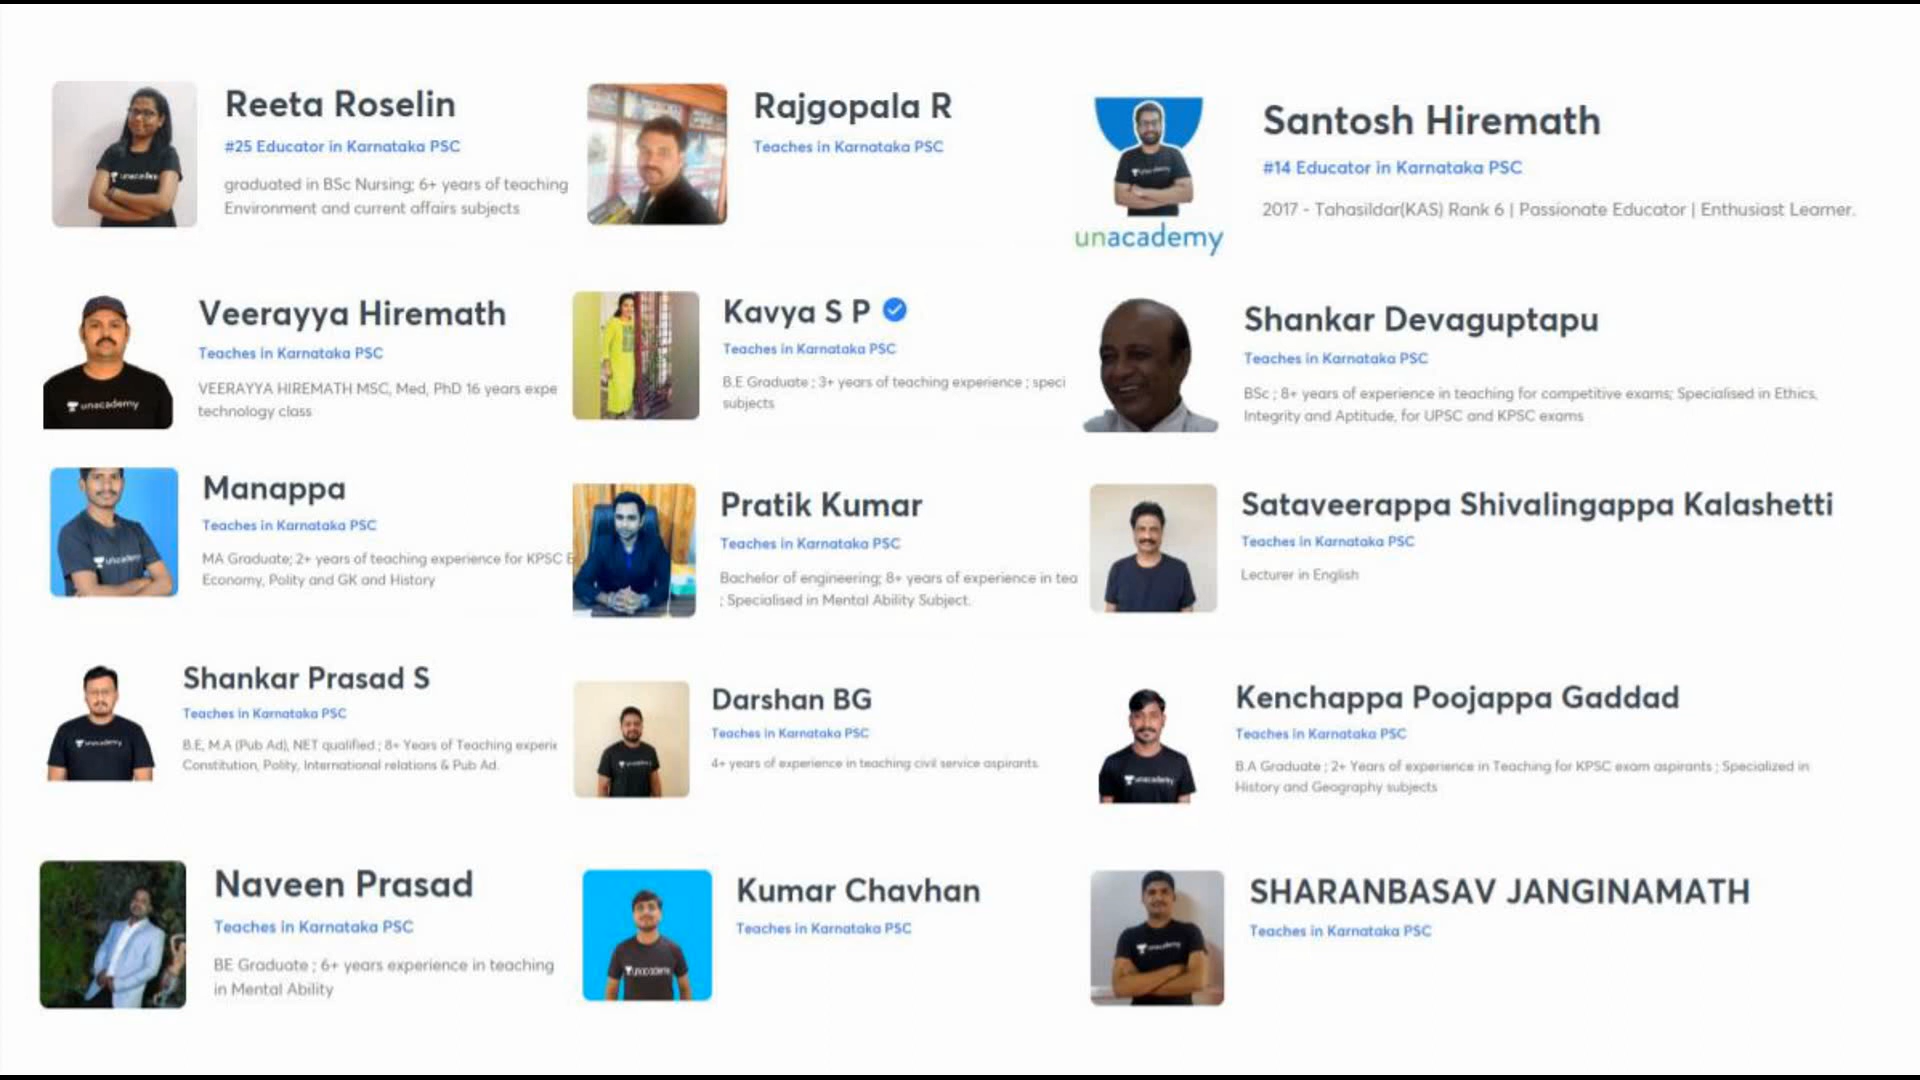 Reeta Roselin
#25 Educator in Karnataka PSC
graduated in BSc Nursing; 6+ years of teaching
Environment and current affairs subjects
Rajgopala R
Teaches in Karnataka PSC
unacademy
Santosh Hiremath
#14 Educator in Karnataka PSC
2017 - Tahasildar(KAS) Rank 6 | Passionate Educator | Enthusiast Learner.
unacademy
Veerayya Hiremath
Teaches in Karnataka PSC
VEERAYYA HIREMATH MSC, Med, PhD 16 years expe
technology class
Kavya S P
Teaches in Karnataka PSC
B.E Graduate ; 3+ years of teaching experience ; speci
subjects
Shankar Devaguptapu
Teaches in Karnataka PSC
BSc ; 8+ years of experience in teaching for competitive exams; Specialised in Ethics,
Integrity and Aptitude, for UPSC and KPSC exams
Manappa
Teaches in Karnataka PSC
MA Graduate; 2+ years of teaching experience for KPSC E
Economy, Polity and GK and History
Pratik Kumar
Teaches in Karnataka PSC
Bachelor of engineering; 8+ years of experience in tea
; Specialised in Mental Ability Subject.
Sataveerappa Shivalingappa Kalashetti
Teaches in Karnataka PSC
Lecturer in English
unacademy
Shankar Prasad S
Teaches in Karnataka PSC
B.E, M.A (Pub Ad), NET qualified ; 8+ Years of Teaching experie
Constitution, Polity, International relations & Pub Ad.
Darshan BG
Teaches in Karnataka PSC
4+ years of experience in teaching civil service aspirants.
unacademy
Kenchappa Poojappa Gaddad
Teaches in Karnataka PSC
B.A Graduate ; 2+ Years of experience in Teaching for KPSC exam aspirants ; Specialized in
History and Geography subjects
Naveen Prasad
Teaches in Karnataka PSC
BE Graduate ; 6+ years experience in teaching
in Mental Ability
unacademy
Kumar Chavhan
Teaches in Karnataka PSC
unacademy
SHARANBASAV JANGINAMATH
Teaches in Karnataka PSC